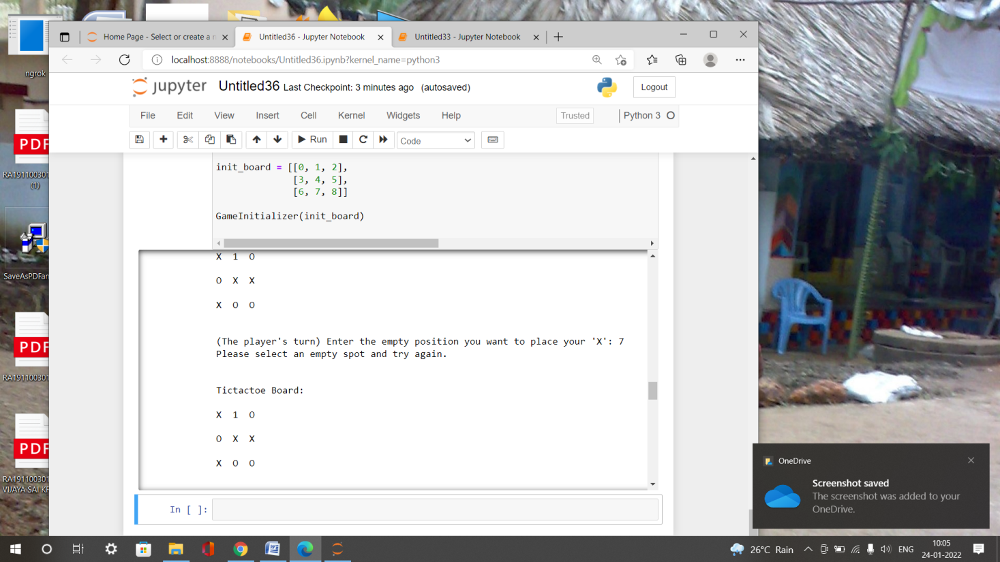 ngrok
PDF
RA191100301
(1)
SaveAsPDFan
PDF
RA191100301
PDF
RA191100301
VIJAYA SAI KR
Home Page - Select or create a n
Untitled36 - Jupyter Notebook
Untitled33 - Jupyter Notebook
localhost:8888/notebooks/Untitled36.ipynb?kernel_name=python3
jupyter Untitled36 Last Checkpoint: 3 minutes ago (autosaved)
Logout
File Edit View Insert Cell Kernel Widgets Help
Trusted
Python 3
Run
Code
init_board = [[0, 1, 2],
[3, 4, 5],
[6, 7, 8]]
GameInitializer(init_board)
X 1 O
O X X
X O O
(The player's turn) Enter the empty position you want to place your 'X': 7
Please select an empty spot and try again.
Tictactoe Board:
X 1 O
O X X
X O O
In [ ]:
OneDrive
Screenshot saved
The screenshot was added to your
OneDrive.
26°C Rain
ENG
10:05
24-01-2022